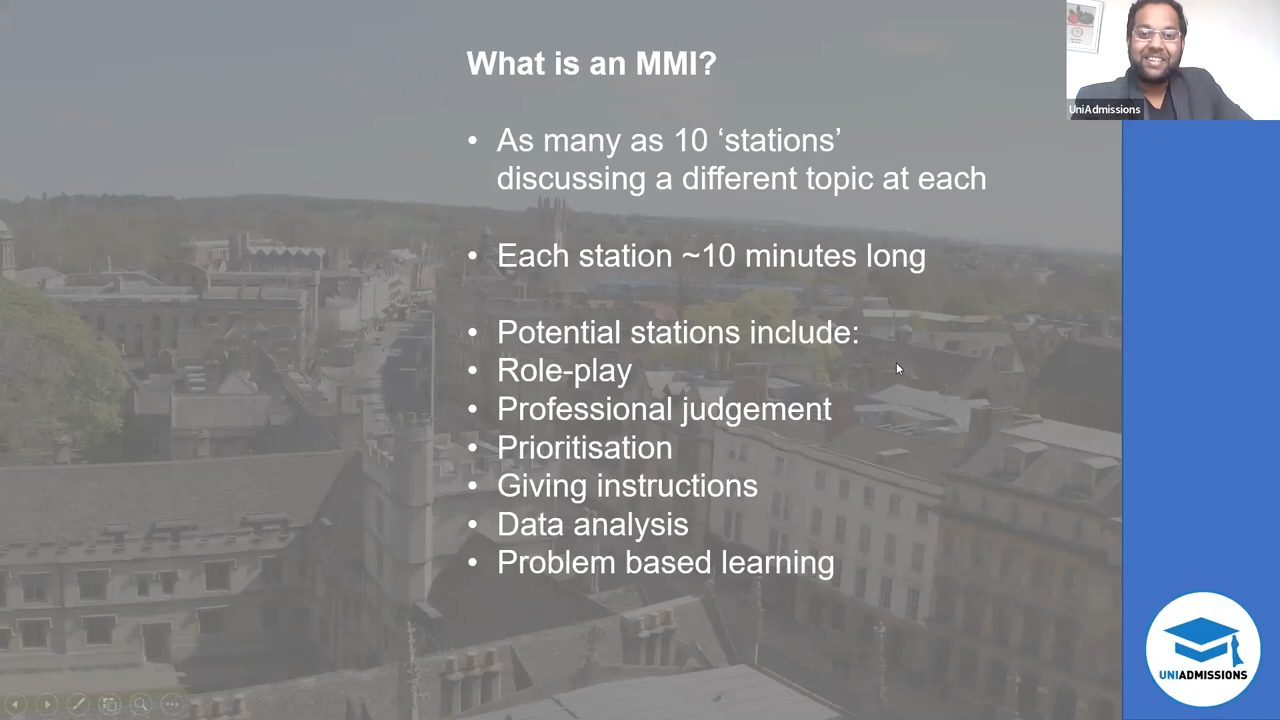 What is an MMI?
UniAdmissions
• As many as 10 ‘stations’
discussing a different topic at each
• Each station ~10 minutes long
• Potential stations include:
• Role-play
• Professional judgement
• Prioritisation
• Giving instructions
• Data analysis
• Problem based learning
UNIADMISSIONS